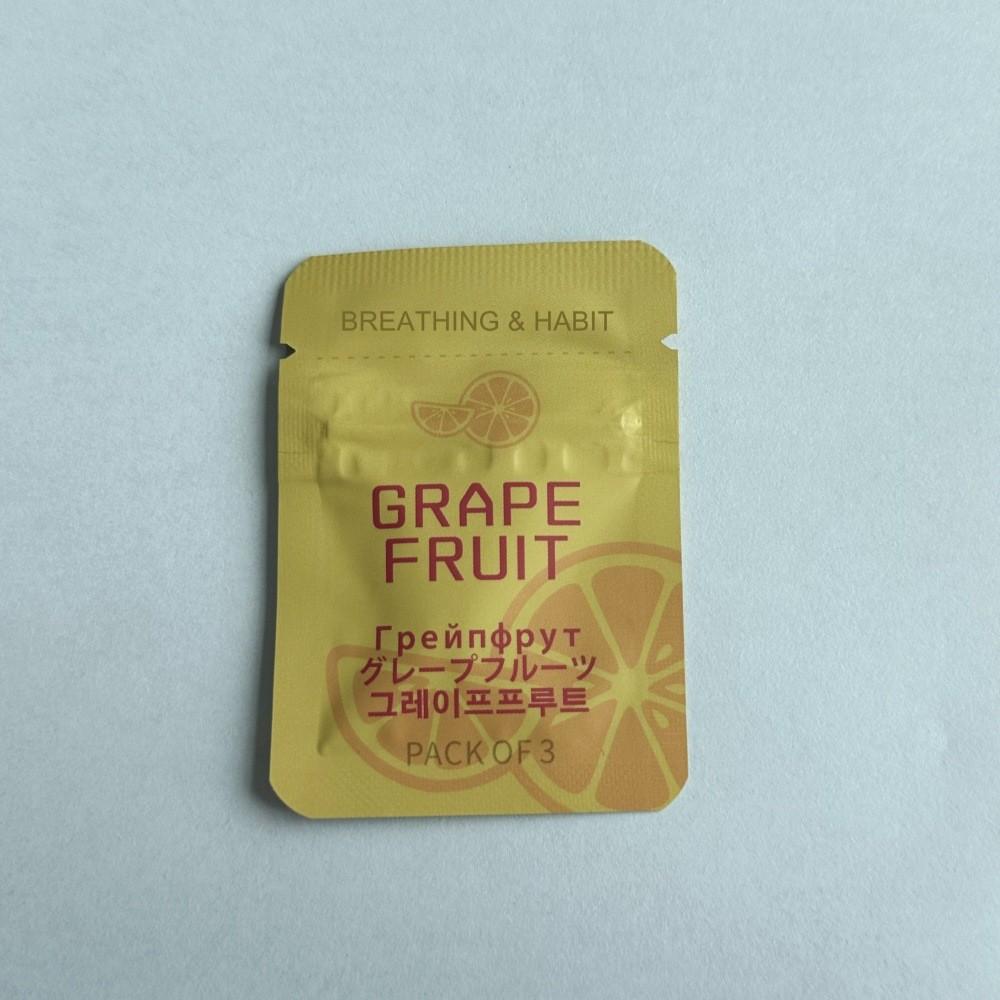 BREATHING & HABIT
GRAPE
FRUIT
Грейпфрут
グレープフルーツ
그레이프프루트
PACK OF 3